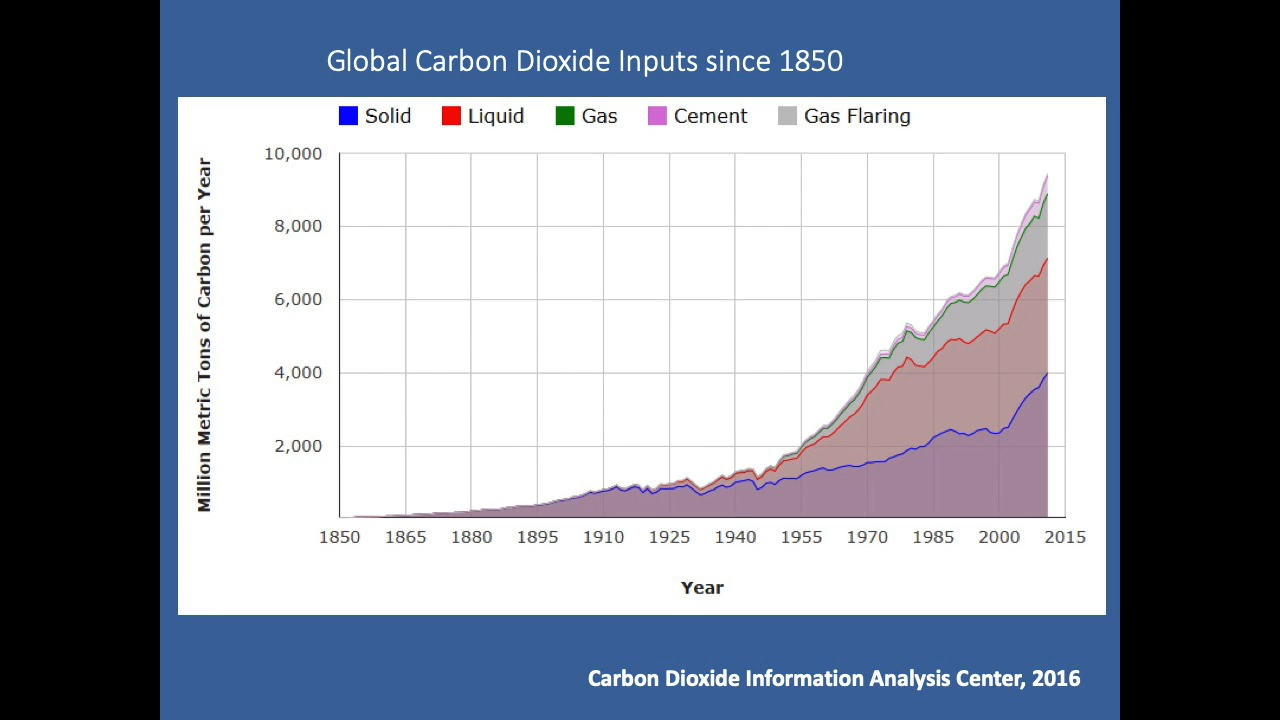 Global Carbon Dioxide Inputs since 1850
Solid Liquid Gas Cement Gas Flaring
Million Metric Tons of Carbon per Year
10,000
8,000
6,000
4,000
2,000
1850 1865 1880 1895 1910 1925 1940 1955 1970 1985 2000 2015
Year
Carbon Dioxide Information Analysis Center, 2016